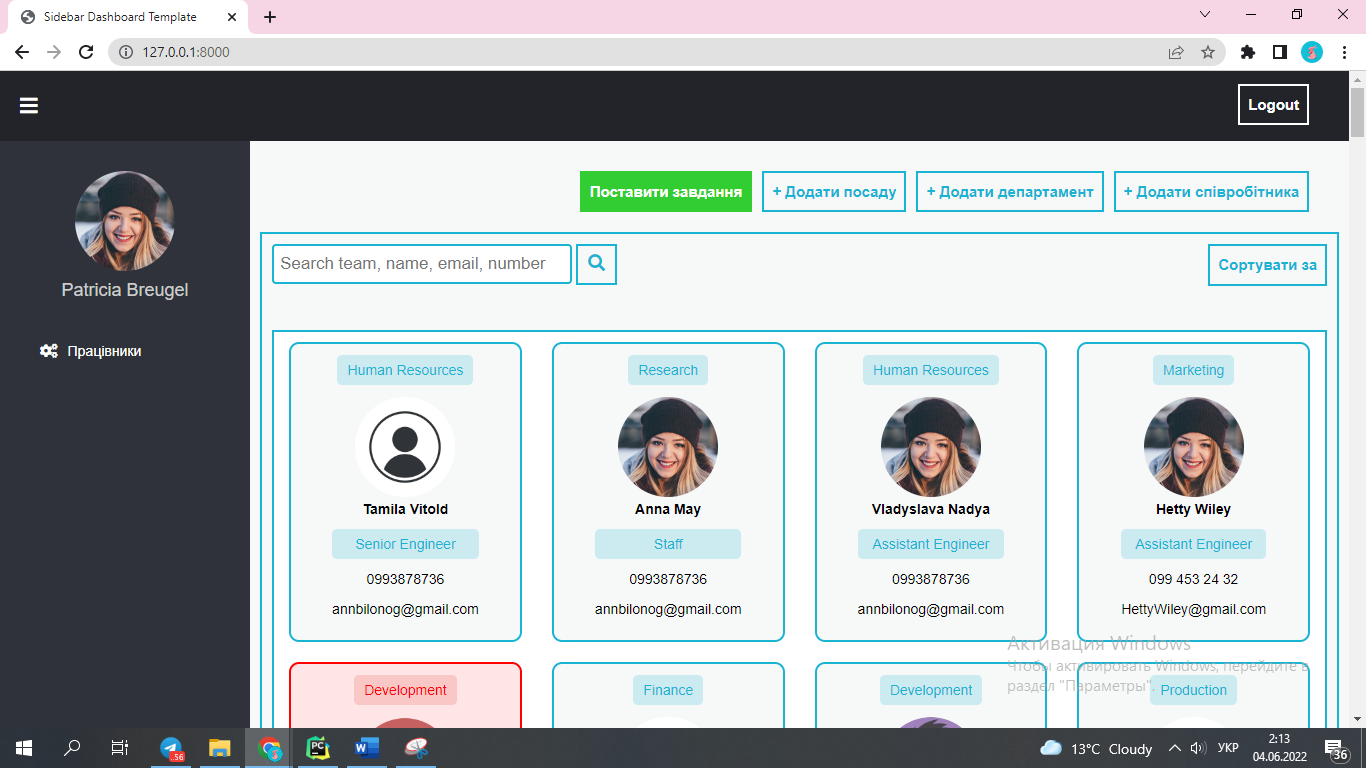 Sidebar Dashboard Template
127.0.0.1:8000
Logout
Patricia Breugel
Працівники
Поставити завдання
+ Додати посаду
+ Додати департамент
+ Додати співробітника
Search team, name, email, number
Сортувати за
Human Resources
Tamila Vitold
Senior Engineer
0993878736
annbilonog@gmail.com
Research
Anna May
Staff
0993878736
annbilonog@gmail.com
Human Resources
Vladyslava Nadya
Assistant Engineer
0993878736
annbilonog@gmail.com
Marketing
Hetty Wiley
Assistant Engineer
099 453 24 32
HettyWiley@gmail.com
Development
Finance
Development
Production
Активация Windows
Чтобы активировать Windows, перейдите в
раздел "Параметры".
56
PC
W
13°C Cloudy
УКР
2:13
04.06.2022
36